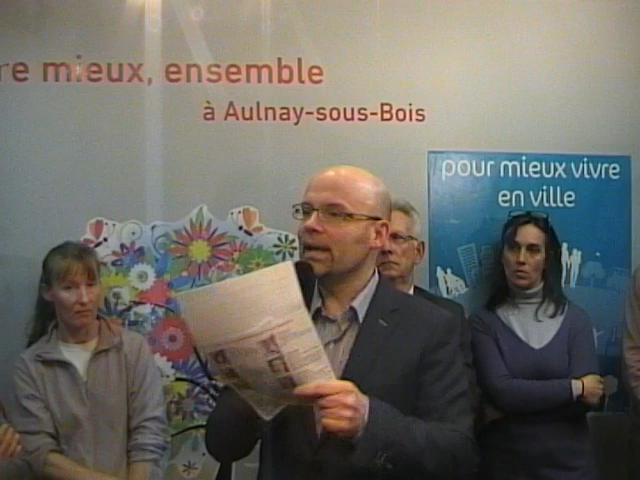 re mieux, ensemble
à Aulnay-sous-Bois
pour mieux vivre
en ville